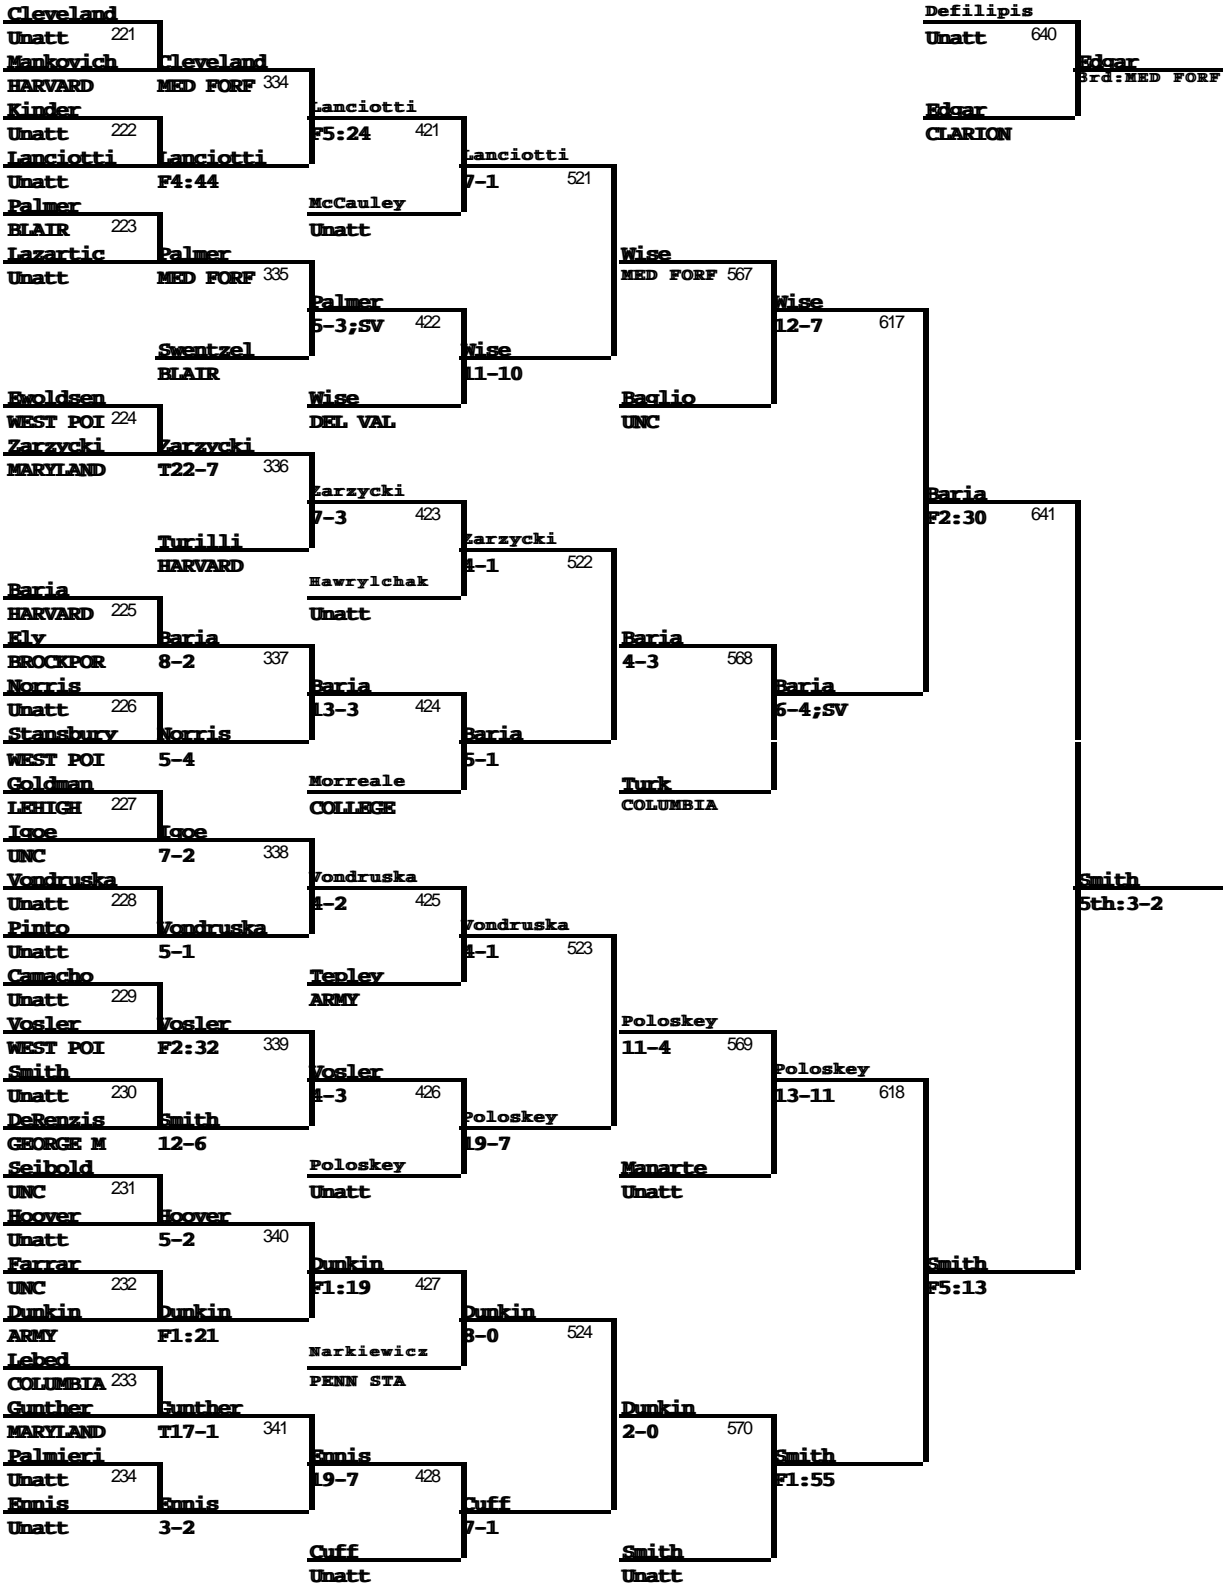 Cleveland
Defilipis
Unatt 221
Unatt 640
Mankovich Cleveland
Edgar
HARVARD MED FORF 334
3rd:MED FORF
Kinder
Lanciotti
Edgar
Unatt 222
F5:24 421
CLARION
Lanciotti Lanciotti
Lanciotti
Unatt F4:44
7-1 521
Palmer
McCauley
BLAIR 223
Unatt
Lazartic Palmer
Wise
Unatt MED FORF 335
MED FORF 567
Palmer
Wise
6-3;SV 422
12-7 617
Swentzel
Wise
BLAIR
11-10
Ewoldsen
Wise
Baglio
WEST POI 224
DEL VAL
UNC
Zarzycki Zarzycki
MARYLAND T22-7 336
Zarzycki
Baria
7-3 423
F2:30 641
Turilli
Zarzycki
HARVARD
4-1 522
Baria
Hawrylchak
HARVARD 225
Unatt
Ely Baria
Baria
BROCKPOR 8-2 337
4-3 568
Norris
Baria
Baria
Unatt 226
13-3 424
6-4;SV
Stansbury Norris
Baria
WEST POI 5-4
5-1
Goldman
Morreale
Turk
LEHIGH 227
COLLEGE
COLUMBIA
Igoe Igoe
UNC 7-2 338
Vondruska
Vondruska
Smith
Unatt 228
4-2 425
5th:3-2
Pinto Vondruska
Vondruska
Unatt 5-1
4-1 523
Camacho
Tepley
Unatt 229
ARMY
Vosler Vosler
Poloskey
WEST POI F2:32 339
11-4 569
Smith
Vosler
Poloskey
Unatt 230
4-3 426
13-11 618
DeRenzis Smith
Poloskey
GEORGE M 12-6
19-7
Seibold
Poloskey
Manarte
UNC 231
Unatt
Unatt
Hoover Hoover
Unatt 5-2 340
Farrar
Dunkin
Smith
UNC 232
F1:19 427
F5:13
Dunkin Dunkin
Dunkin
ARMY F1:21
8-0 524
Lebed
Narkiewicz
COLUMBIA 233
PENN STA
Gunther Gunther
Dunkin
MARYLAND T17-1 341
2-0 570
Palmieri
Ennis
Smith
Unatt 234
19-7 428
F1:55
Ennis Ennis
Cuff
Unatt 3-2
7-1
Cuff
Smith
Unatt
Unatt